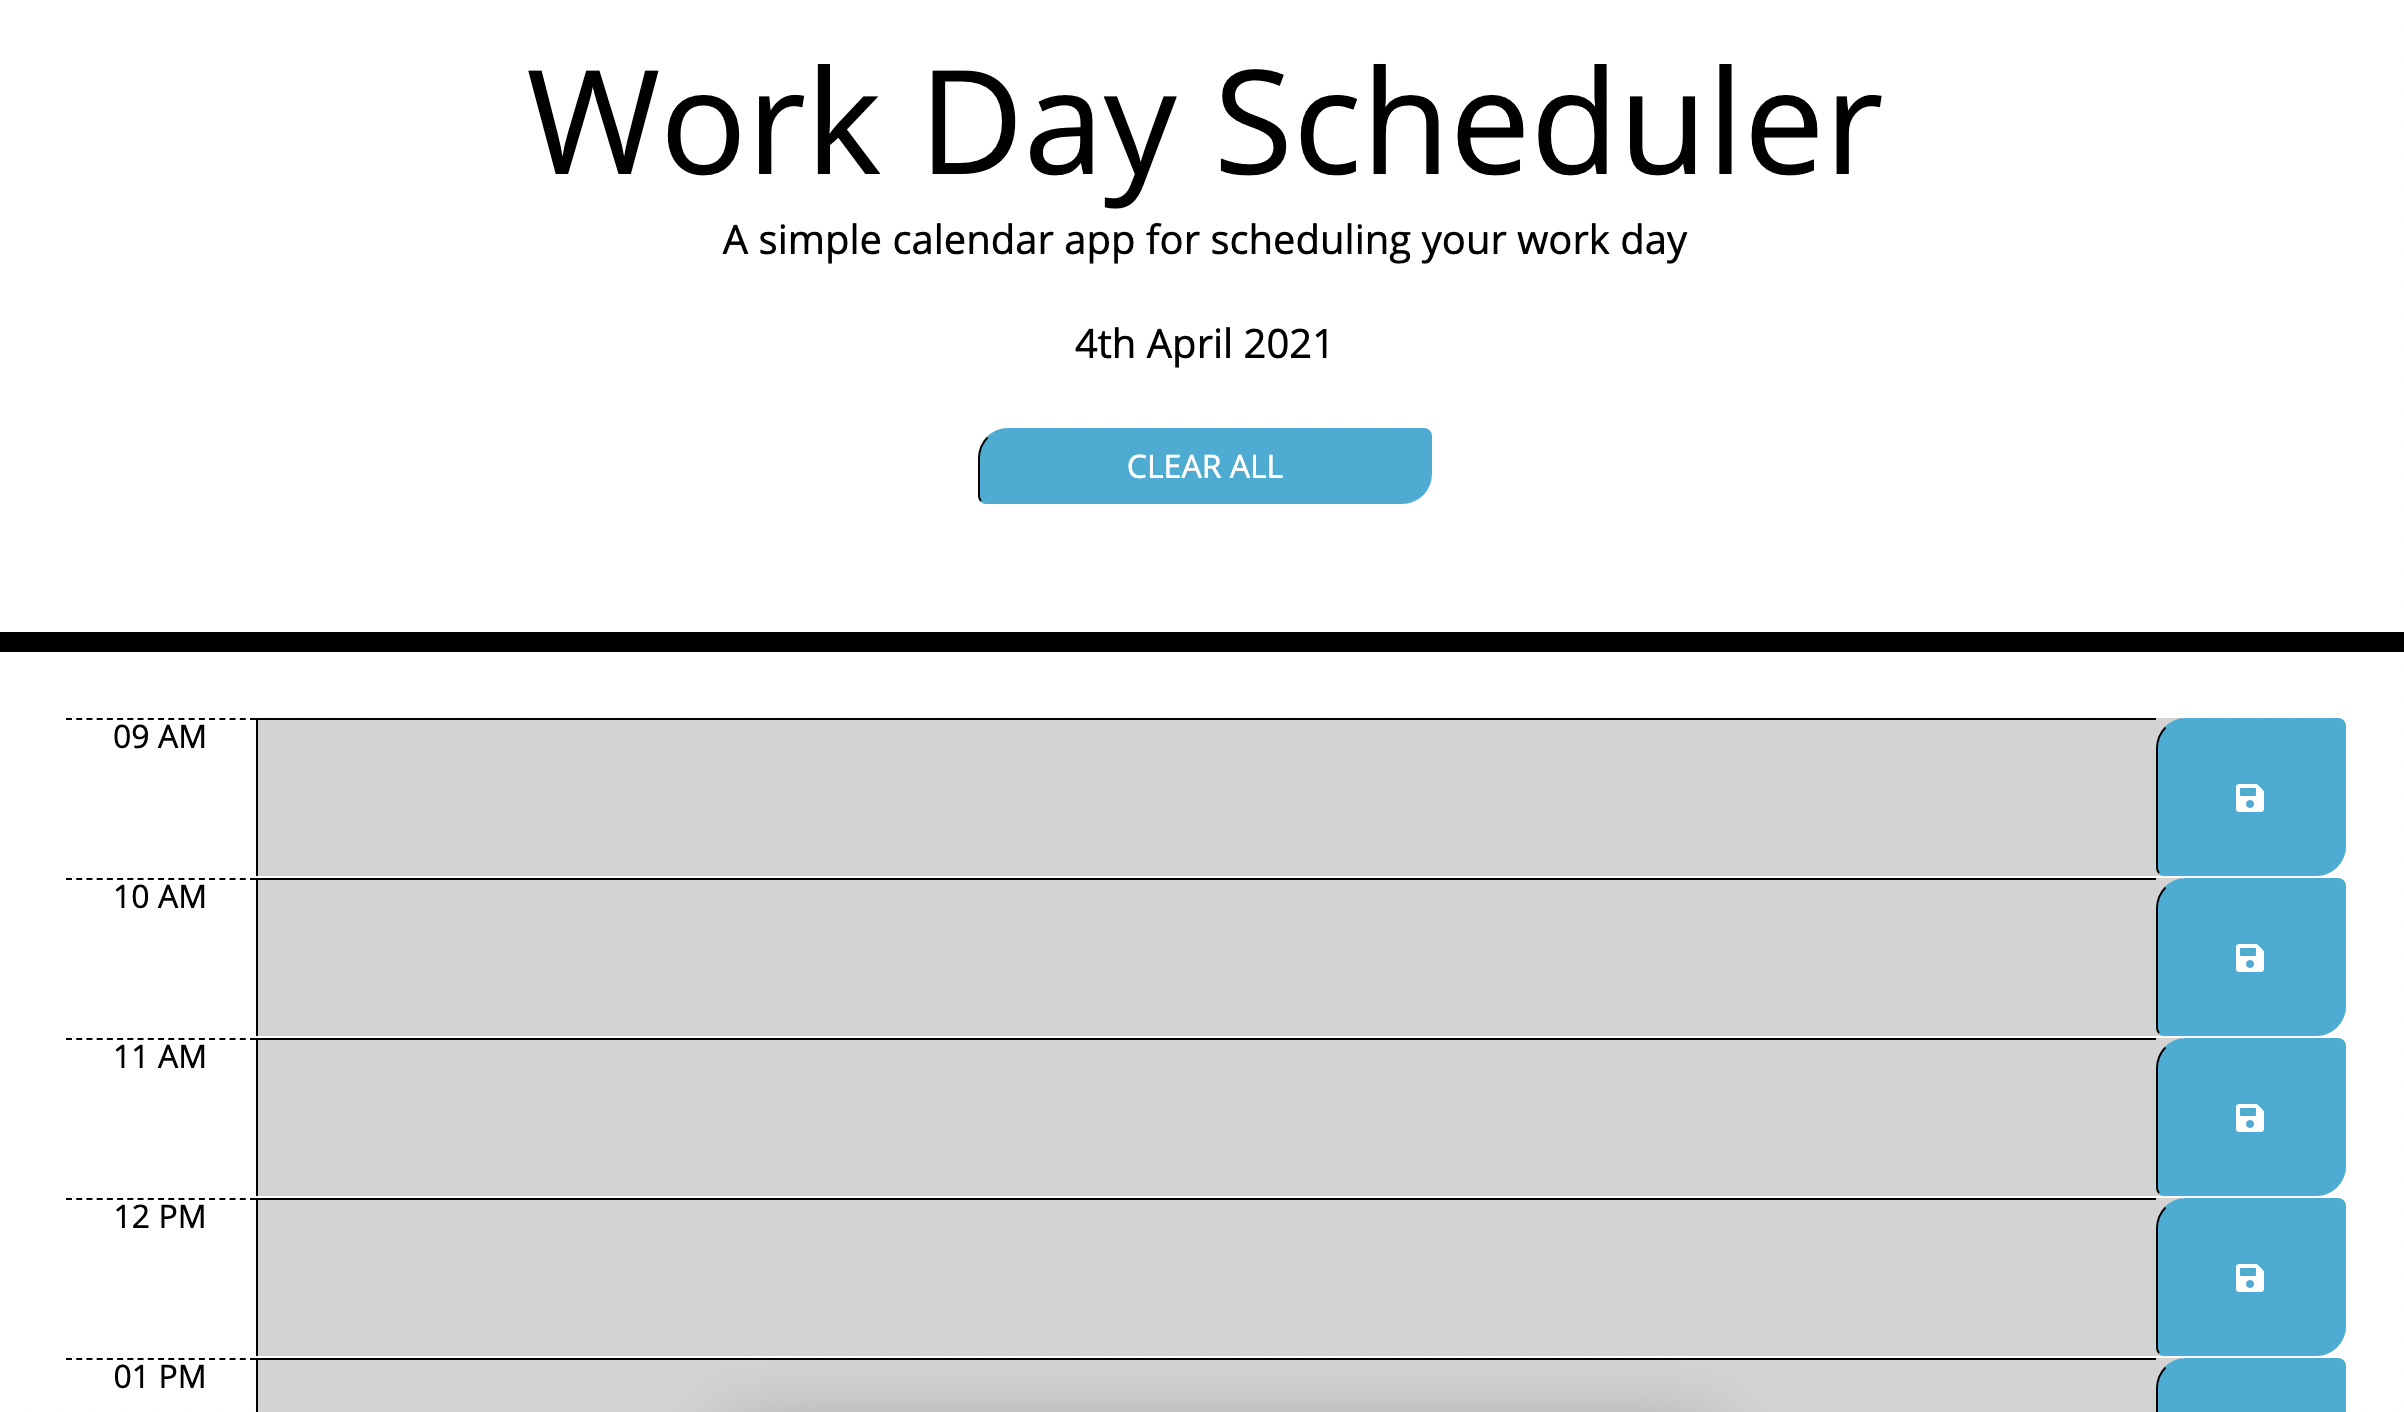 Work Day Scheduler
A simple calendar app for scheduling your work day
4th April 2021
CLEAR ALL
09 AM
10 AM
11 AM
12 PM
01 PM